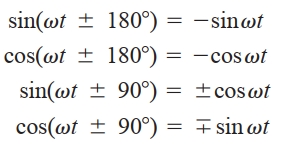 sin(ωt ± 180°) = −sinωt
cos(ωt ± 180°) = −cosωt
sin(ωt ± 90°) = ±cosωt
cos(ωt ± 90°) = ∓sinωt